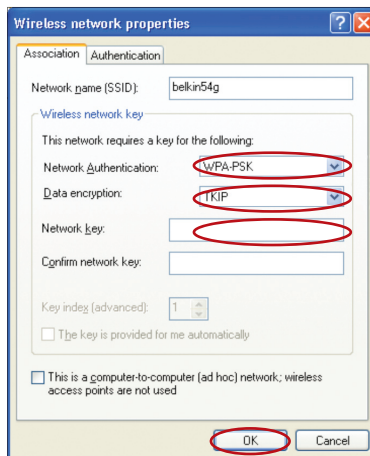 Wireless network properties
Association Authentication
Network name (SSID): belkin54g
Wireless network key
This network requires a key for the following:
Network Authentication: WPA-PSK
Data encryption: TKIP
Network key:
Confirm network key:
Key index (advanced): 1
The key is provided for me automatically
This is a computer-to-computer (ad hoc) network; wireless
access points are not used
OK Cancel